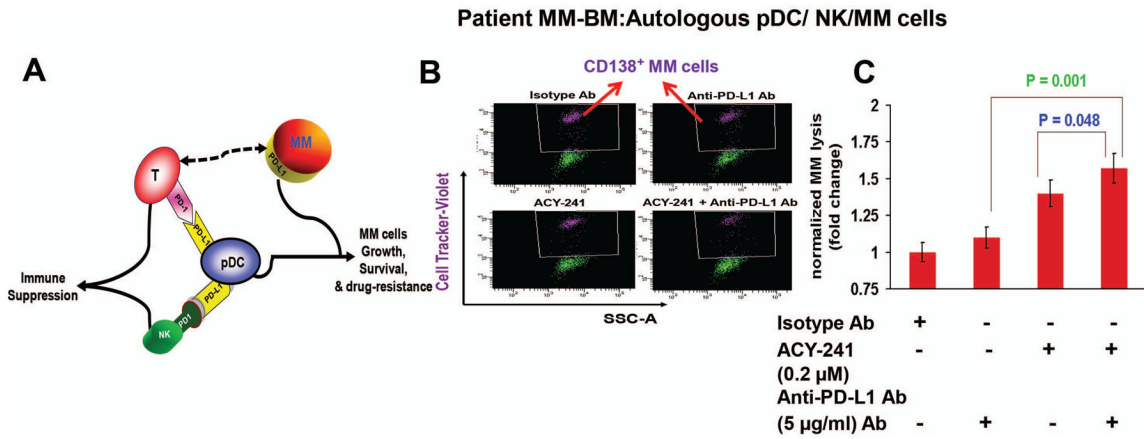 Patient MM-BM:Autologous pDC/ NK/MM cells
A
MM
PD-L1
T
PD-1
PD-L1
pDC
PD-L1
PD1
NK
Immune
Suppression
MM cells
Growth,
Survival,
& drug-resistance
B
CD138+ MM cells
Isotype Ab
Anti-PD-L1 Ab
ACY-241
ACY-241 + Anti-PD-L1 Ab
Cell Tracker-Violet
SSC-A
C
P = 0.001
P = 0.048
normalized MM lysis
(fold change)
2
1.75
1.5
1.25
1
0.75
Isotype Ab + - - -
ACY-241 - - + +
(0.2 µM)
Anti-PD-L1 Ab
(5 µg/ml) Ab - + - +